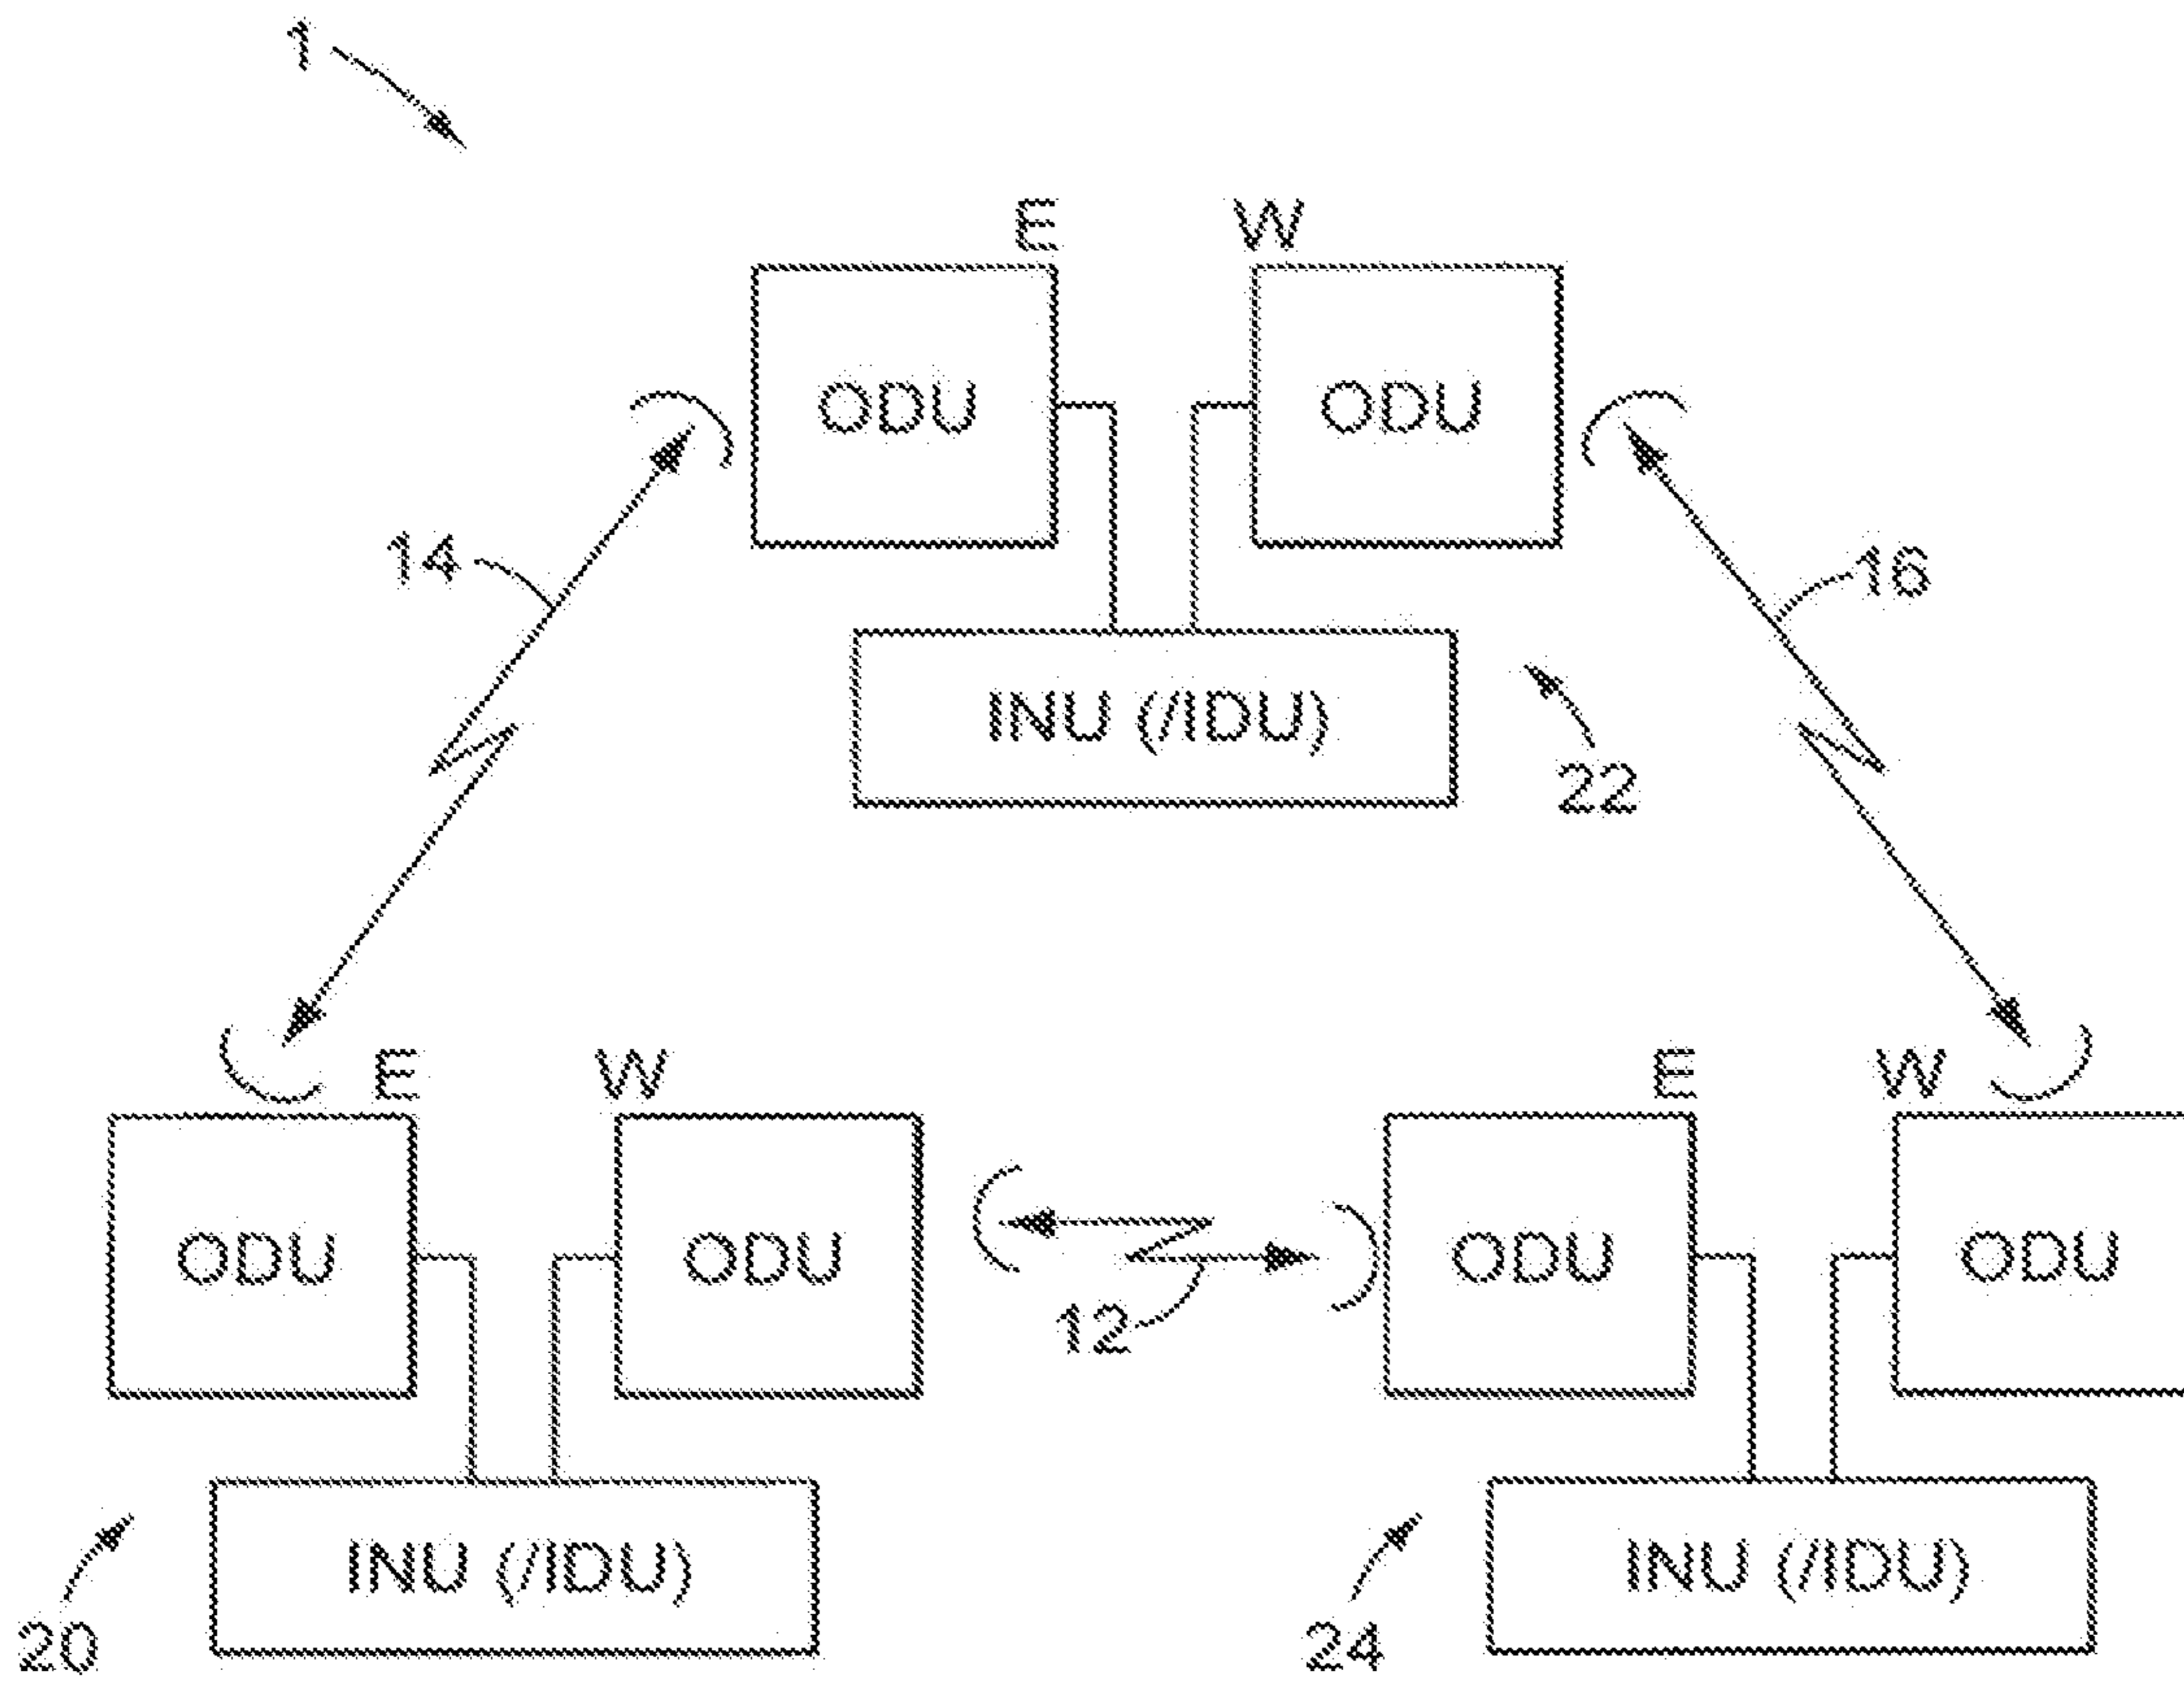 1
E W
ODU ODU
14 16
INU (/IDU)
22
E W E W
ODU ODU ODU ODU
12
INU (/IDU) INU (/IDU)
20 24